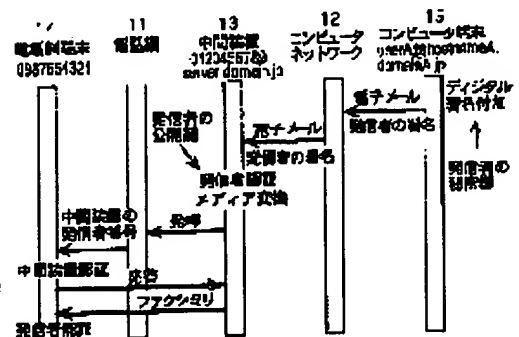 11
13
12
15
電話網
中間装置
コンピュータ
ネットワーク
コンピュータ端末
0987654321
0123456789
server.domain.jp
ディジタル
署名付加
電子メール
発信者の署名
電子メール
発信者の署名
発信者の
公開鍵
発信者の
秘密鍵
発信者認証
メディア変換
発呼
中間装置の
発信者番号
中間装置認証
応答
ファクシミリ
発信者認証